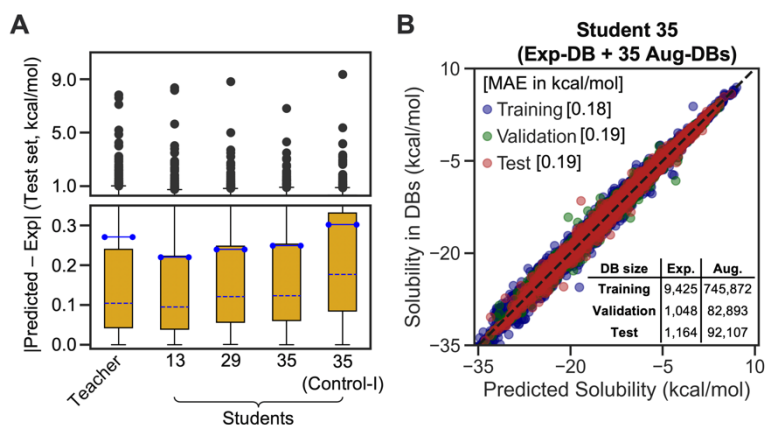 A
|Predicted – Exp| (Test set, kcal/mol)
9.0
5.0
1.0
0.3
0.2
0.1
0.0
Teacher
13
29
35
35
(Control-I)
Students
B
Student 35
(Exp-DB + 35 Aug-DBs)
Solubility in DBs (kcal/mol)
10
−5
−20
−35
[MAE in kcal/mol]
Training [0.18]
Validation [0.19]
Test [0.19]
DB size Exp. Aug.
Training 9,425 745,872
Validation 1,048 82,893
Test 1,164 92,107
−35 −20 −5 10
Predicted Solubility (kcal/mol)